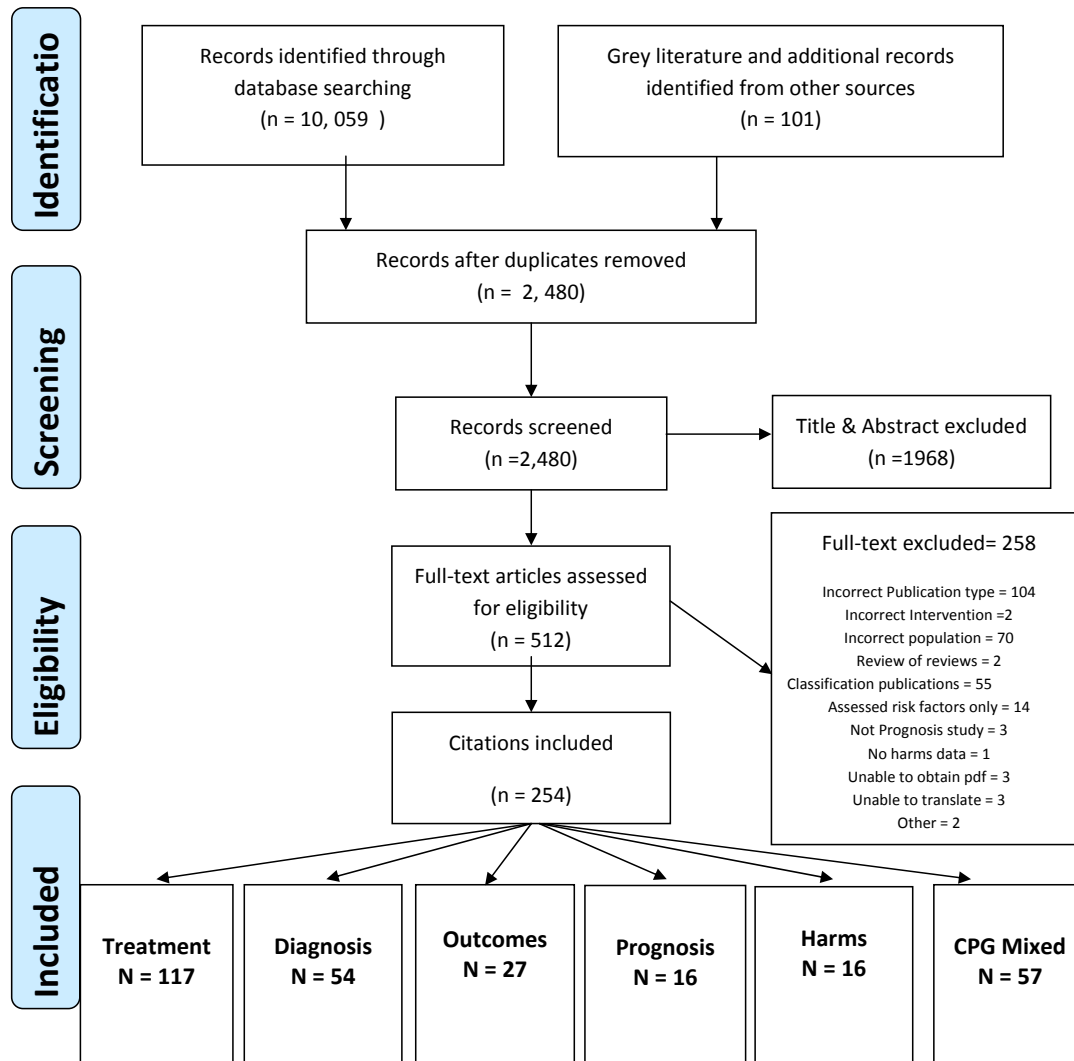 Identificatio
Records identified through
database searching
(n = 10, 059 )
Grey literature and additional records
identified from other sources
(n = 101)
Records after duplicates removed
(n = 2, 480)
Screening
Records screened
(n =2,480)
Title & Abstract excluded
(n =1968)
Eligibility
Full-text articles assessed
for eligibility
(n = 512)
Full-text excluded= 258
Incorrect Publication type = 104
Incorrect Intervention =2
Incorrect population = 70
Review of reviews = 2
Classification publications = 55
Assessed risk factors only = 14
Not Prognosis study = 3
No harms data = 1
Unable to obtain pdf = 3
Unable to translate = 3
Other = 2
Citations included
(n = 254)
Included
Treatment
N = 117
Diagnosis
N = 54
Outcomes
N = 27
Prognosis
N = 16
Harms
N = 16
CPG Mixed
N = 57